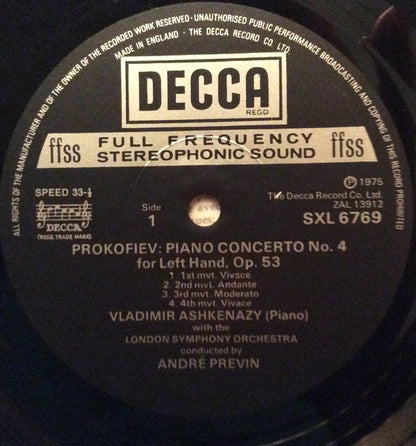 ALL RIGHTS OF THE MANUFACTURER AND OF THE OWNER OF THE RECORDED WORK RESERVED · UNAUTHORISED PUBLIC PERFORMANCE BROADCASTING AND COPYING OF THIS RECORD PROHIBITED
MADE IN ENGLAND · THE DECCA RECORD CO. LTD.
DECCA
REGD
ffss FULL FREQUENCY STEREOPHONIC SOUND ffss
SPEED 33⅓
DECCA
(REGD. TRADE MARK)
Side
1
℗ 1975
The Decca Record Co. Ltd.
ZAL 13912
SXL 6769
PROKOFIEV: PIANO CONCERTO No. 4
for Left Hand, Op. 53
1. 1st mvt. Vivace
2. 2nd mvt. Andante
3. 3rd mvt. Moderato
4. 4th mvt. Vivace
VLADIMIR ASHKENAZY (Piano)
with the
LONDON SYMPHONY ORCHESTRA
conducted by
ANDRÉ PREVIN